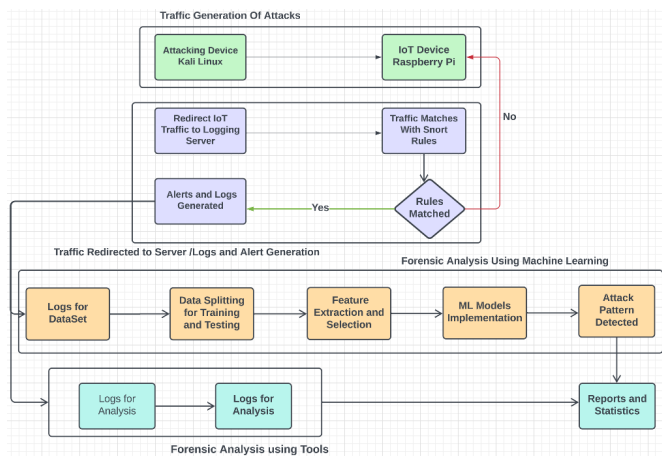 Traffic Generation Of Attacks
Attacking Device
Kali Linux
IoT Device
Raspberry Pi
No
Redirect IoT
Traffic to Logging
Server
Traffic Matches
With Snort
Rules
Alerts and Logs
Generated
Yes
Rules
Matched
Traffic Redirected to Server /Logs and Alert Generation
Forensic Analysis Using Machine Learning
Logs for
DataSet
Data Splitting
for Training
and Testing
Feature
Extraction and
Selection
ML Models
Implementation
Attack
Pattern
Detected
Logs for
Analysis
Logs for
Analysis
Reports and
Statistics
Forensic Analysis using Tools